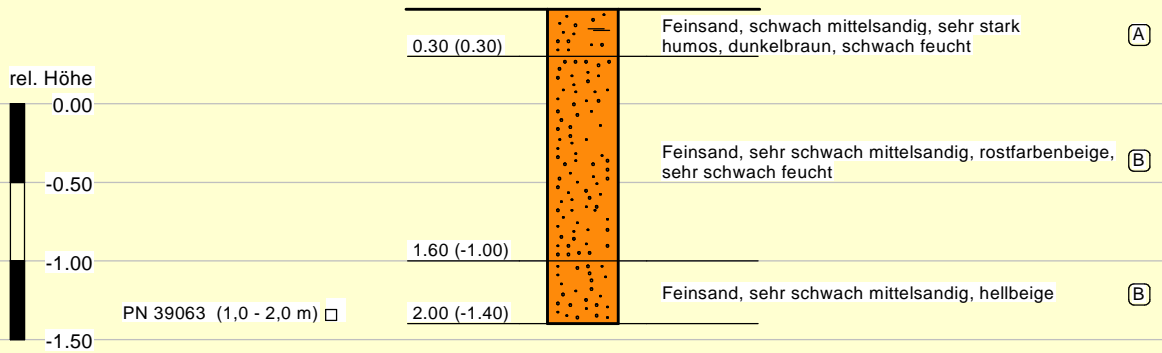 Feinsand, schwach mittelsandig, sehr stark
humos, dunkelbraun, schwach feucht
A
0.30 (0.30)
rel. Höhe
0.00
Feinsand, sehr schwach mittelsandig, rostfarbenbeige,
sehr schwach feucht
B
-0.50
1.60 (-1.00)
-1.00
Feinsand, sehr schwach mittelsandig, hellbeige
B
PN 39063 (1,0 - 2,0 m)
2.00 (-1.40)
-1.50